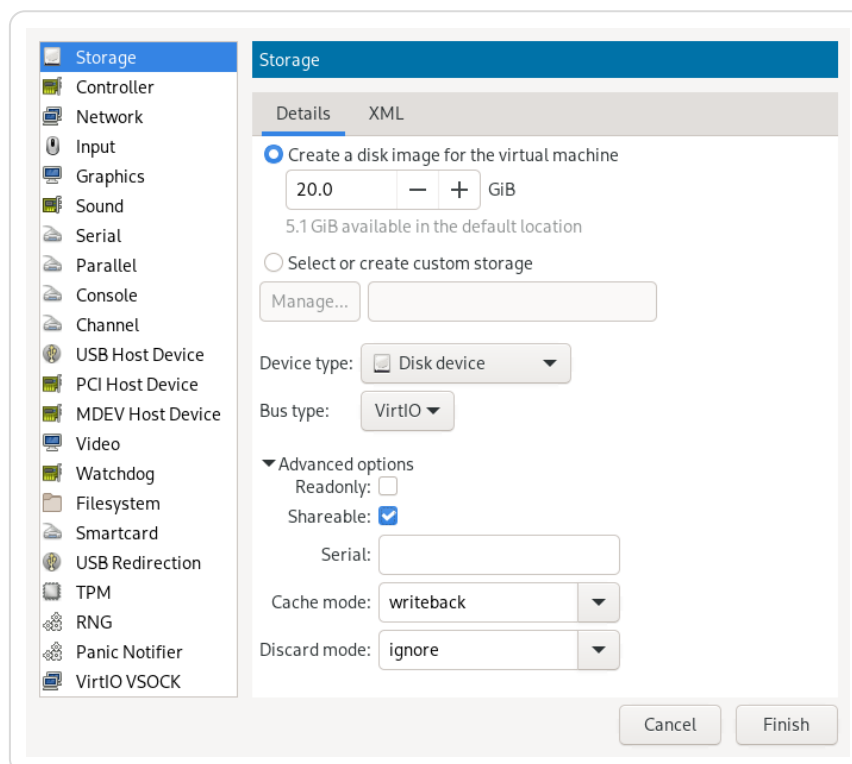 Storage
Controller
Network
Input
Graphics
Sound
Serial
Parallel
Console
Channel
USB Host Device
PCI Host Device
MDEV Host Device
Video
Watchdog
Filesystem
Smartcard
USB Redirection
TPM
RNG
Panic Notifier
VirtIO VSOCK
Storage
Details XML
Create a disk image for the virtual machine
20.0 − + GiB
5.1 GiB available in the default location
Select or create custom storage
Manage...
Device type: Disk device
Bus type: VirtIO
Advanced options
Readonly:
Shareable:
Serial:
Cache mode: writeback
Discard mode: ignore
Cancel Finish